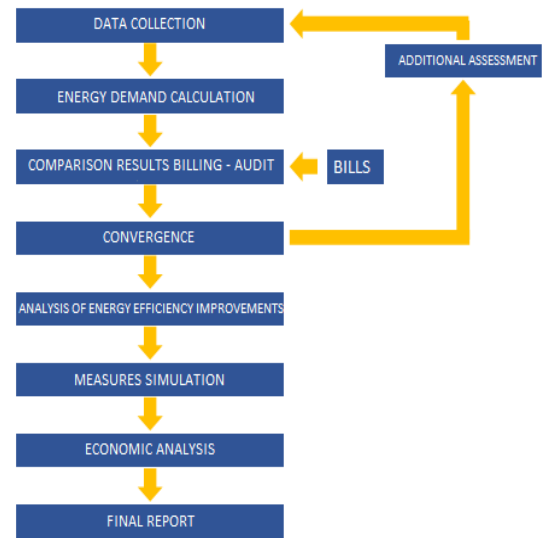 DATA COLLECTION
ADDITIONAL ASSESSMENT
ENERGY DEMAND CALCULATION
COMPARISON RESULTS BILLING - AUDIT
BILLS
CONVERGENCE
ANALYSIS OF ENERGY EFFICIENCY IMPROVEMENTS
MEASURES SIMULATION
ECONOMIC ANALYSIS
FINAL REPORT